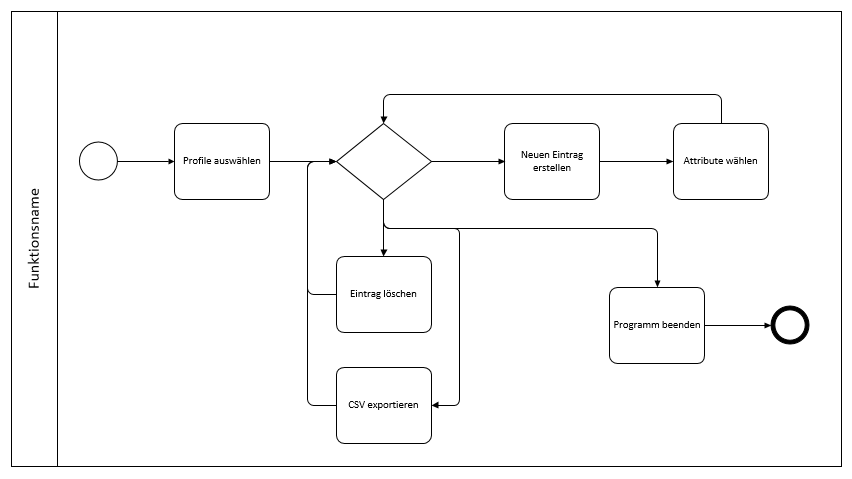 Funktionsname
Profile auswählen
Neuen Eintrag
erstellen
Attribute wählen
Eintrag löschen
Programm beenden
CSV exportieren